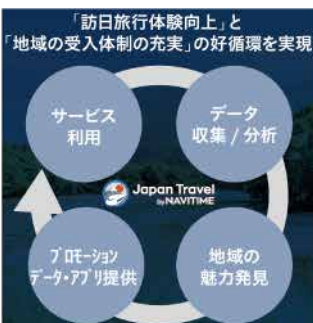 「訪日旅行体験向上」と
「地域の受入体制の充実」の好循環を実現
サービス
利用
データ
収集 / 分析
Japan Travel
by NAVITIME
プロモーション
データ・アプリ提供
地域の
魅力発見